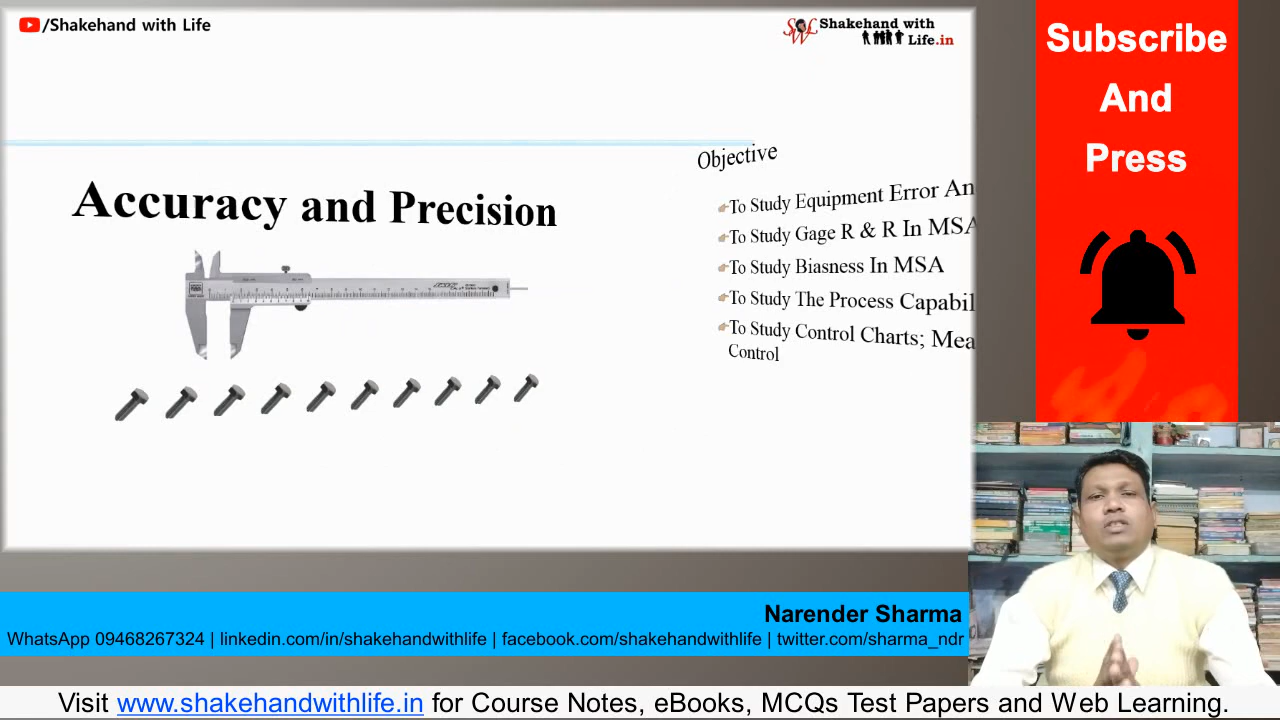 /Shakehand with Life
Shakehand with
Life.in
Subscribe
And
Press
Accuracy and Precision
Objective
To Study Equipment Error An
To Study Gage R & R In MSA
To Study Biasness In MSA
To Study The Process Capabil
To Study Control Charts; Mea
Control
Narender Sharma
WhatsApp 09468267324 | linkedin.com/in/shakehandwithlife | facebook.com/shakehandwithlife | twitter.com/sharma_ndr
Visit www.shakehandwithlife.in for Course Notes, eBooks, MCQs Test Papers and Web Learning.